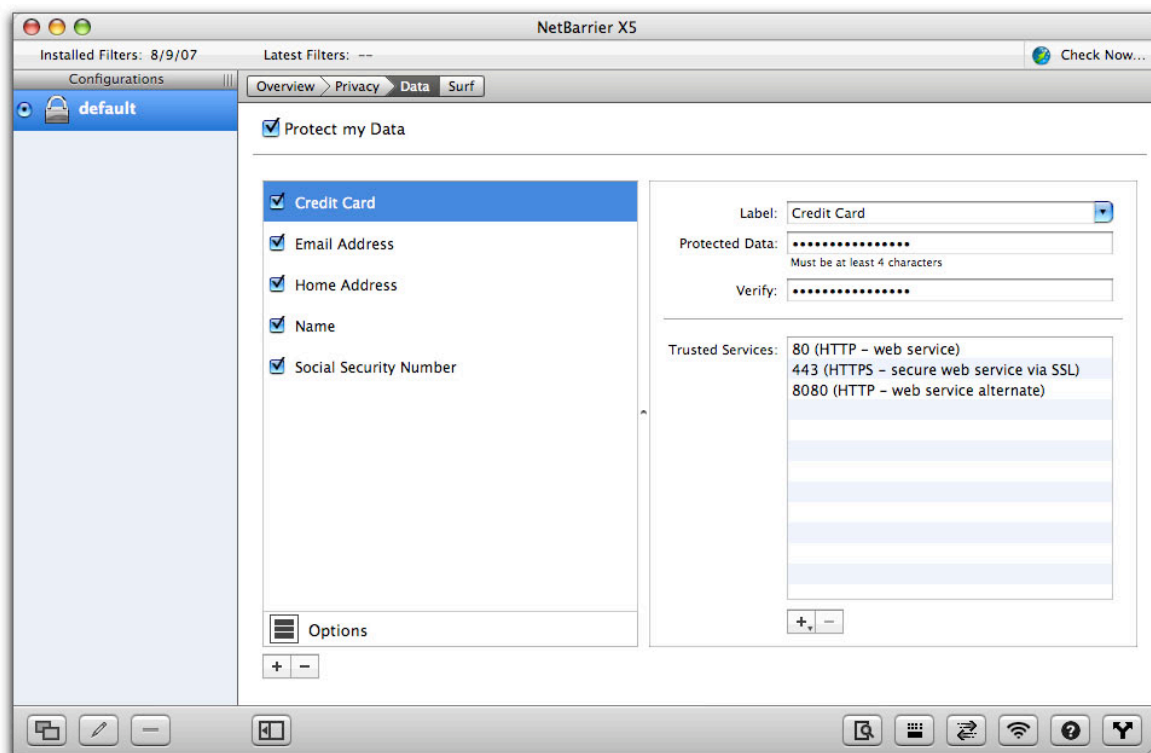 NetBarrier X5
Installed Filters: 8/9/07
Latest Filters: --
Check Now...
Configurations
Overview
Privacy
Data
Surf
default
Protect my Data
Credit Card
Email Address
Home Address
Name
Social Security Number
Options
Label:
Credit Card
Protected Data:
••••••••••••••••
Must be at least 4 characters
Verify:
••••••••••••••••
Trusted Services:
80 (HTTP – web service)
443 (HTTPS – secure web service via SSL)
8080 (HTTP – web service alternate)